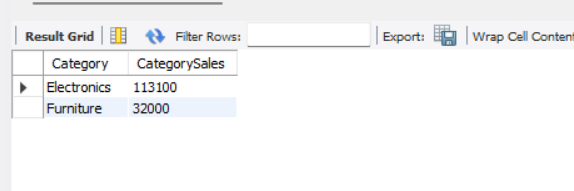 Result Grid Filter Rows: Export: Wrap Cell Content
Category CategorySales
Electronics 113100
Furniture 32000